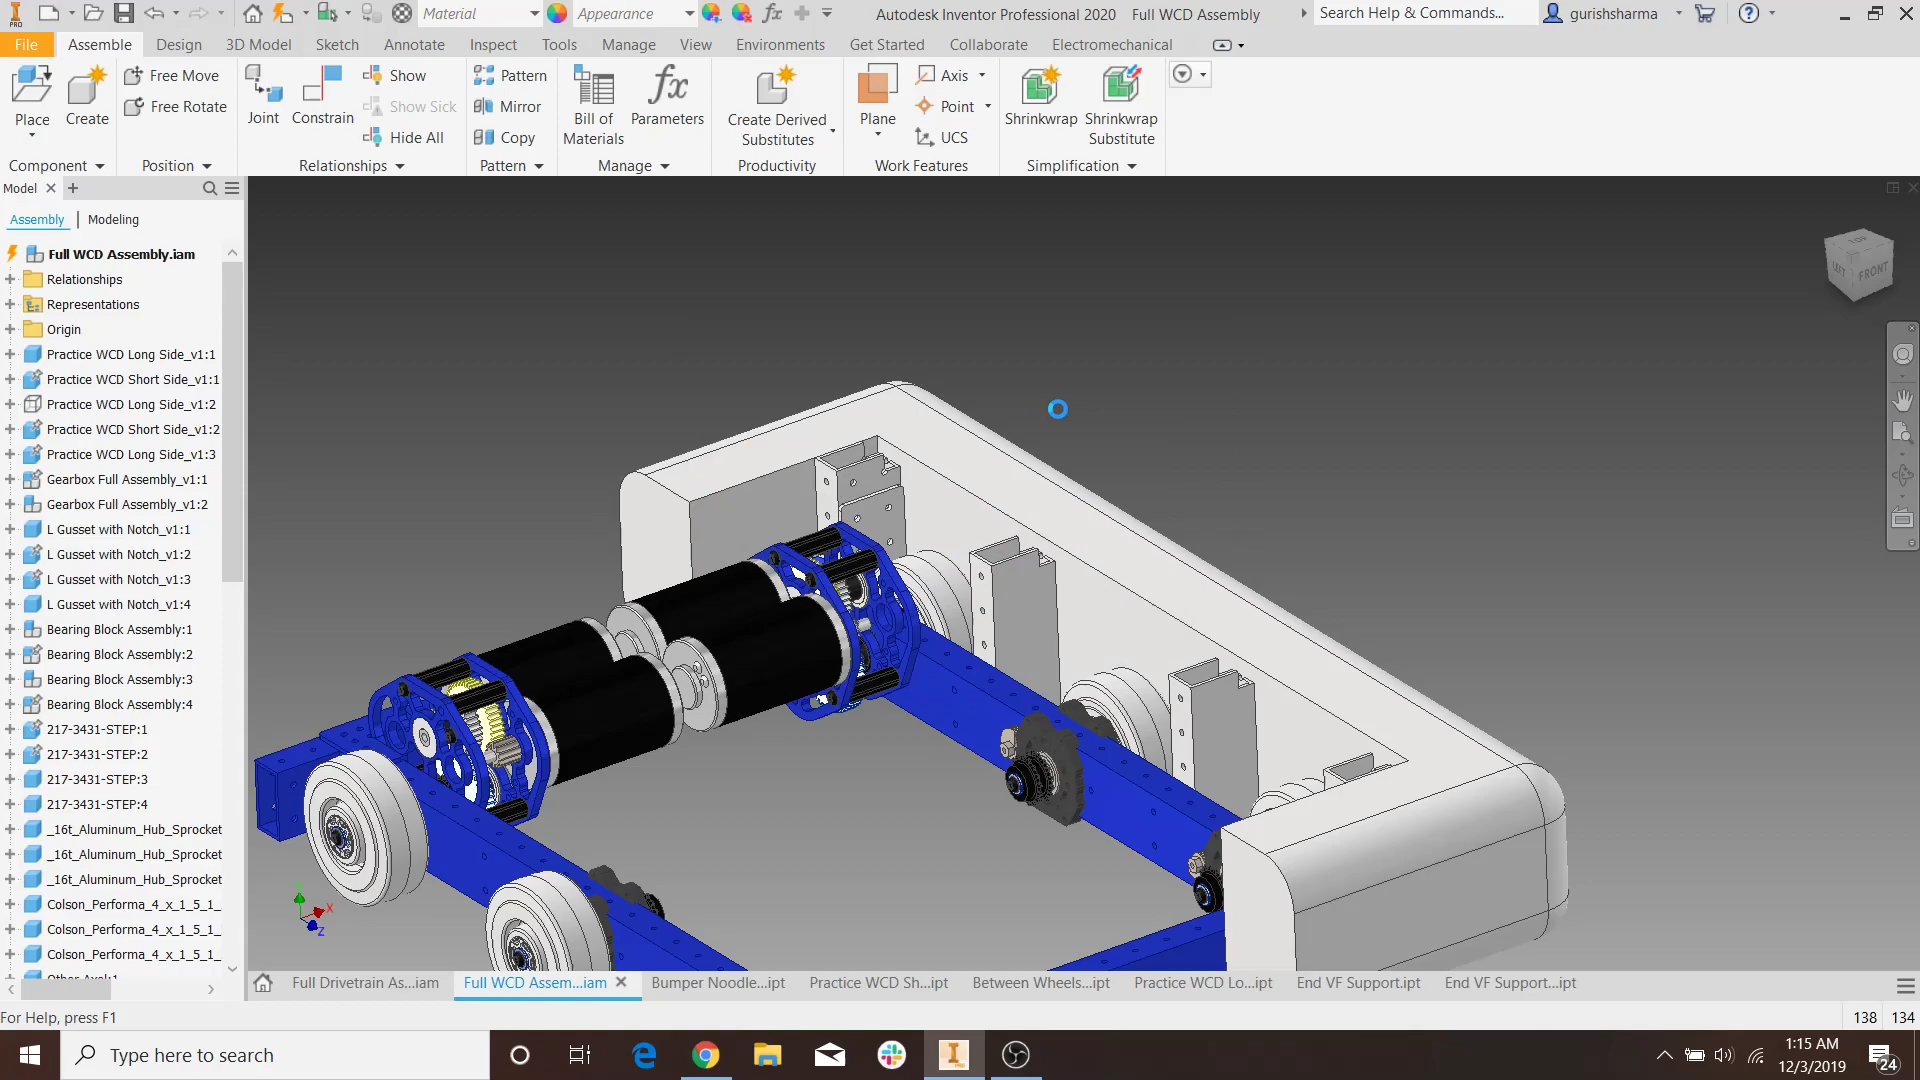 PRO
Material
Appearance
Autodesk Inventor Professional 2020 Full WCD Assembly
Search Help & Commands...
gurishsharma
File
Assemble
Design
3D Model
Sketch
Annotate
Inspect
Tools
Manage
View
Environments
Get Started
Collaborate
Electromechanical
Place
Create
Free Move
Free Rotate
Joint
Constrain
Show
Show Sick
Hide All
Pattern
Mirror
Copy
Bill of
Materials
Parameters
Create Derived
Substitutes
Plane
Axis
Point
UCS
Shrinkwrap
Shrinkwrap
Substitute
Component
Position
Relationships
Pattern
Manage
Productivity
Work Features
Simplification
Model
Assembly | Modeling
Full WCD Assembly.iam
Relationships
Representations
Origin
Practice WCD Long Side_v1:1
Practice WCD Short Side_v1:1
Practice WCD Long Side_v1:2
Practice WCD Short Side_v1:2
Practice WCD Long Side_v1:3
Gearbox Full Assembly_v1:1
Gearbox Full Assembly_v1:2
L Gusset with Notch_v1:1
L Gusset with Notch_v1:2
L Gusset with Notch_v1:3
L Gusset with Notch_v1:4
Bearing Block Assembly:1
Bearing Block Assembly:2
Bearing Block Assembly:3
Bearing Block Assembly:4
217-3431-STEP:1
217-3431-STEP:2
217-3431-STEP:3
217-3431-STEP:4
_16t_Aluminum_Hub_Sprocket
_16t_Aluminum_Hub_Sprocket
_16t_Aluminum_Hub_Sprocket
Colson_Performa_4_x_1_5_1_
Colson_Performa_4_x_1_5_1_
Colson_Performa_4_x_1_5_1_
TOP
LEFT
FRONT
X
Z
Full Drivetrain As...iam
Full WCD Assem...iam
Bumper Noodle...ipt
Practice WCD Sh...ipt
Between Wheels...ipt
Practice WCD Lo...ipt
End VF Support.ipt
End VF Support...ipt
For Help, press F1
138
134
Type here to search
1:15 AM
12/3/2019
24